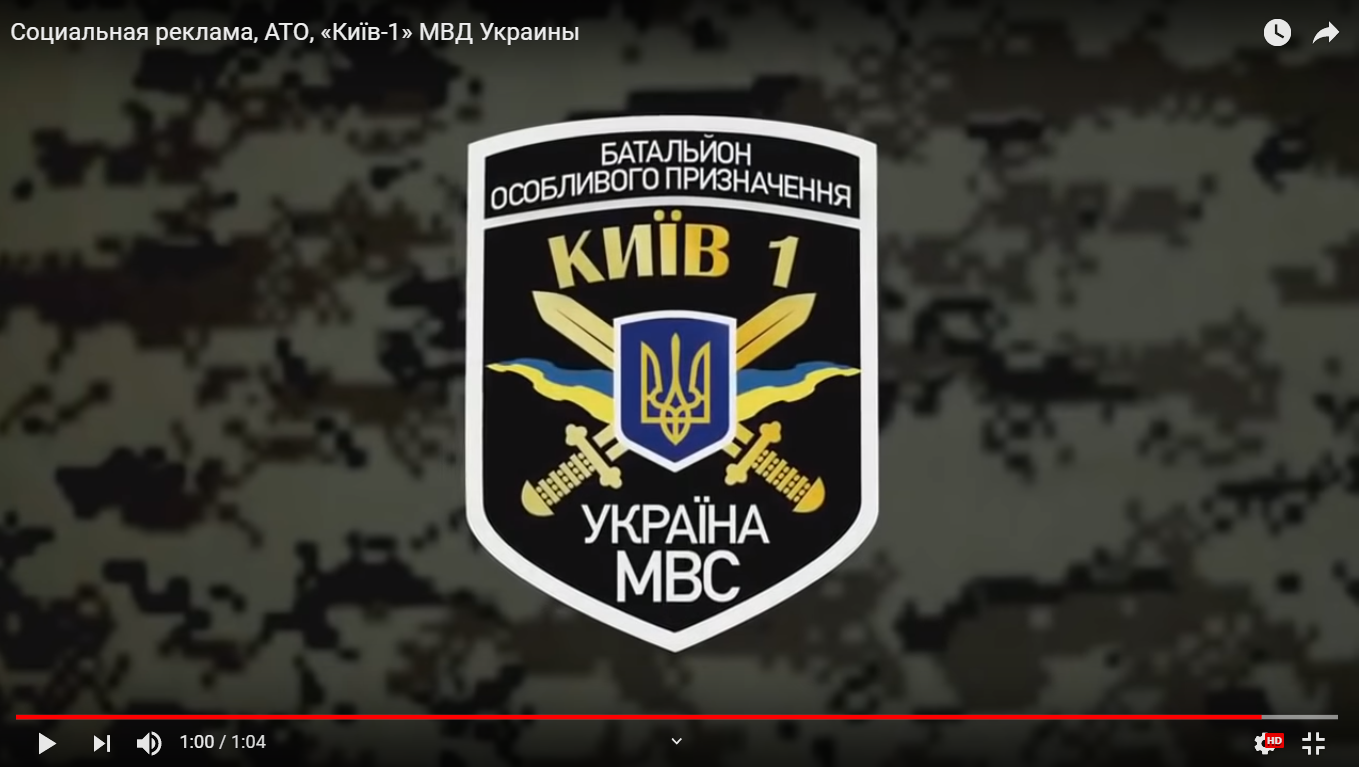 Социальная реклама, АТО, «Київ-1» МВД Украины
БАТАЛЬЙОН
ОСОБЛИВОГО ПРИЗНАЧЕННЯ
КИЇВ 1
УКРАЇНА
МВС
1:00 / 1:04
HD